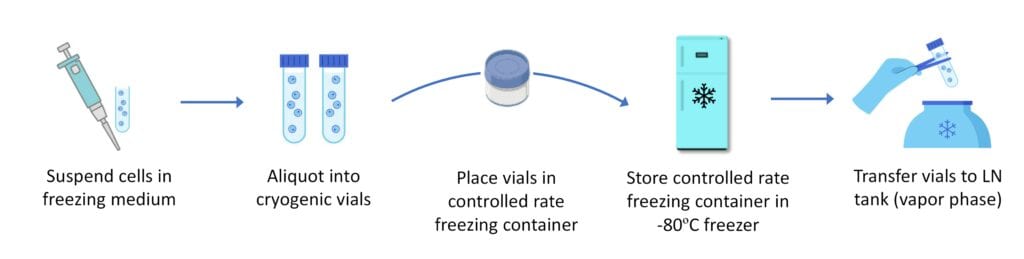 Suspend cells in
freezing medium
Aliquot into
cryogenic vials
Place vials in
controlled rate
freezing container
Store controlled rate
freezing container in
-80°C freezer
Transfer vials to LN
tank (vapor phase)